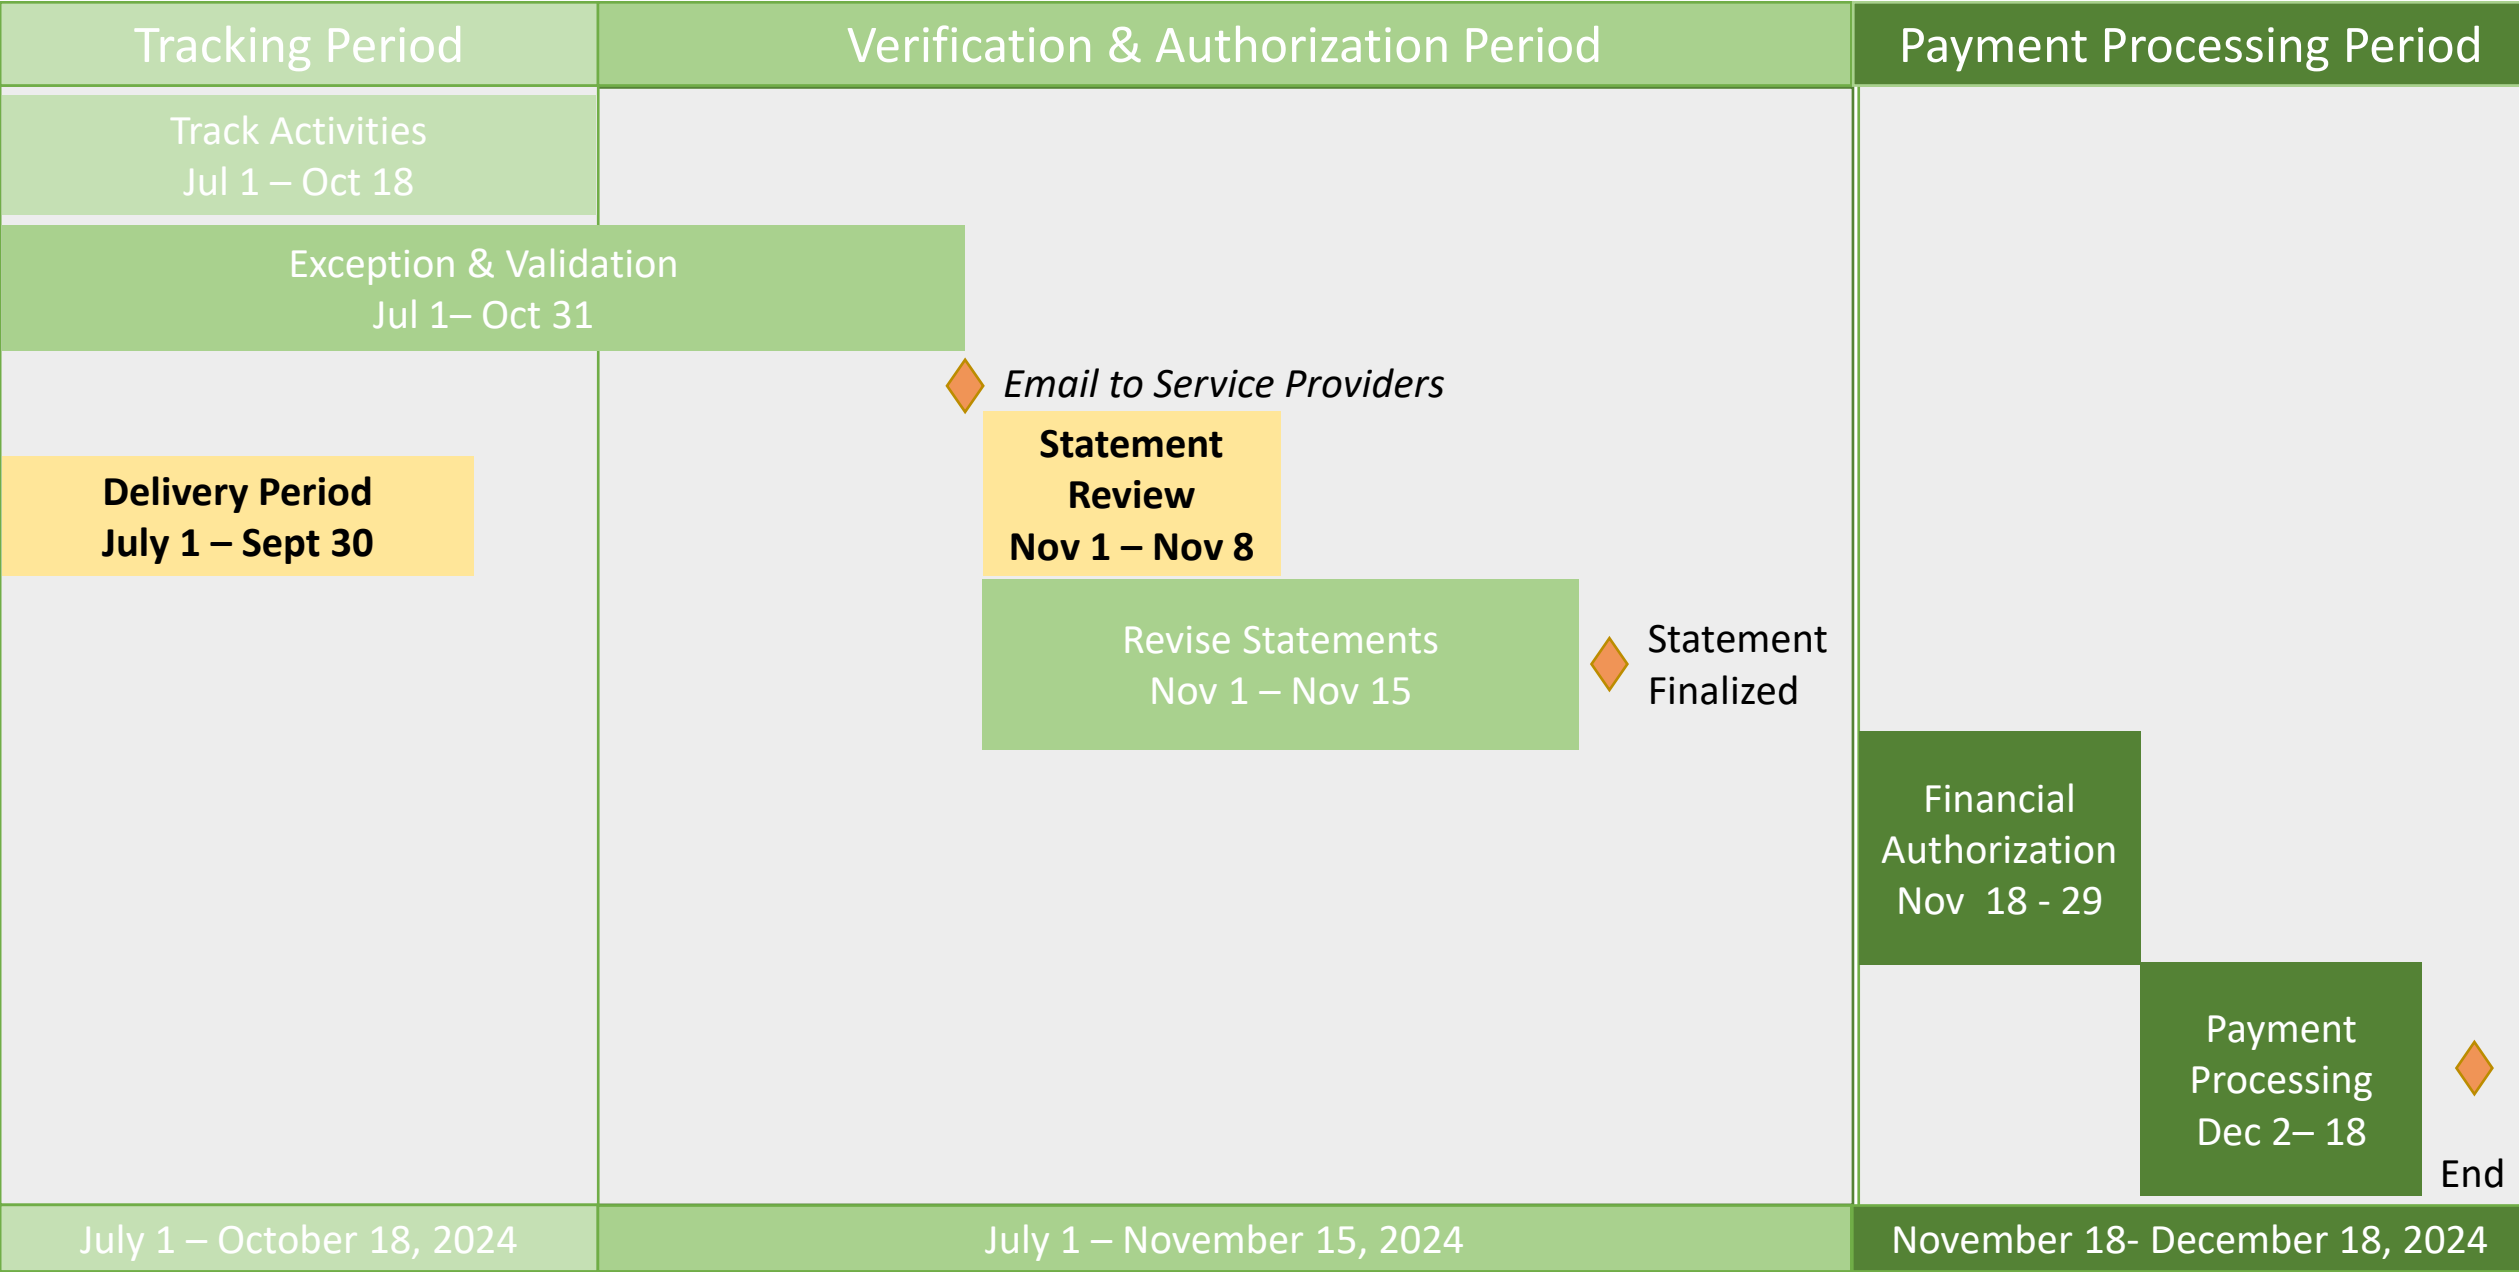 Tracking Period
Verification & Authorization Period
Payment Processing Period
Track Activities
Jul 1 – Oct 18
Exception & Validation
Jul 1– Oct 31
Email to Service Providers
Delivery Period
July 1 – Sept 30
Statement
Review
Nov 1 – Nov 8
Revise Statements
Nov 1 – Nov 15
Statement
Finalized
Financial
Authorization
Nov  18 - 29
Payment
Processing
Dec 2– 18
End
July 1 – October 18, 2024
July 1 – November 15, 2024
November 18- December 18, 2024